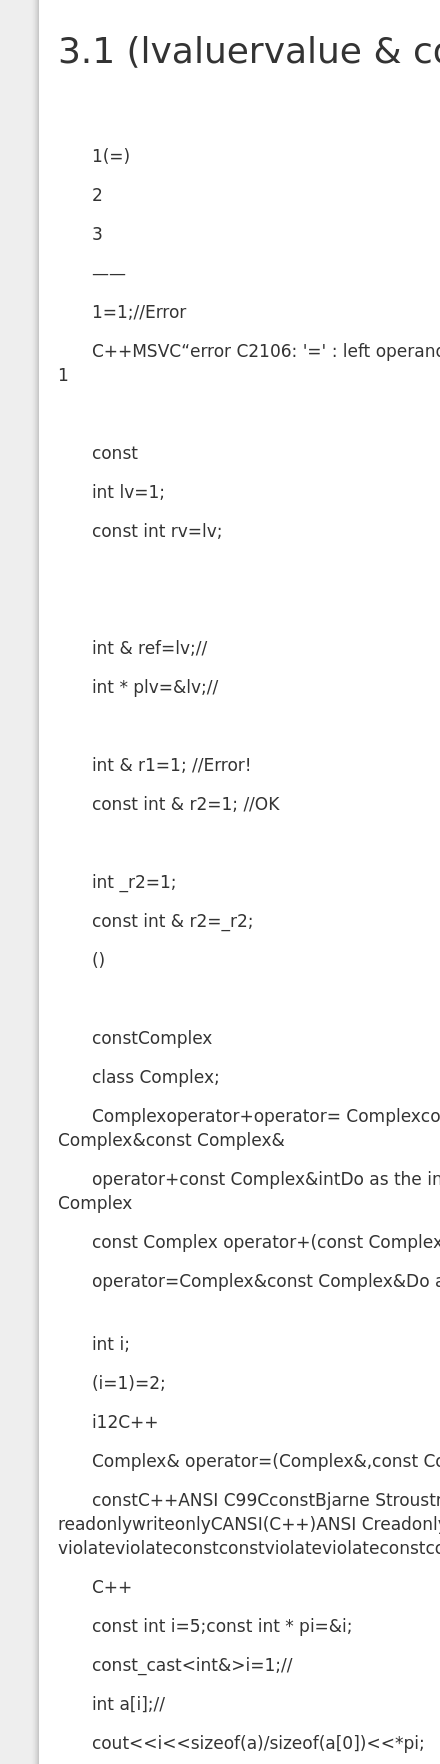 3.1 (lvaluervalue & co
1(=)
2
3
——
1=1;//Error
C++MSVC“error C2106: '=' : left operand
1
const
int lv=1;
const int rv=lv;
int & ref=lv;//
int * plv=&lv;//
int & r1=1; //Error!
const int & r2=1; //OK
int _r2=1;
const int & r2=_r2;
()
constComplex
class Complex;
Complexoperator+operator= Complexco
Complex&const Complex&
operator+const Complex&intDo as the in
Complex
const Complex operator+(const Complex
operator=Complex&const Complex&Do a
int i;
(i=1)=2;
i12C++
Complex& operator=(Complex&,const Co
constC++ANSI C99CconstBjarne Stroustr
readonlywriteonlyCANSI(C++)ANSI Creadonly
violateviolateconstconstviolateviolateconstco
C++
const int i=5;const int * pi=&i;
const_cast<int&>i=1;//
int a[i];//
cout<<i<<sizeof(a)/sizeof(a[0])<<*pi;